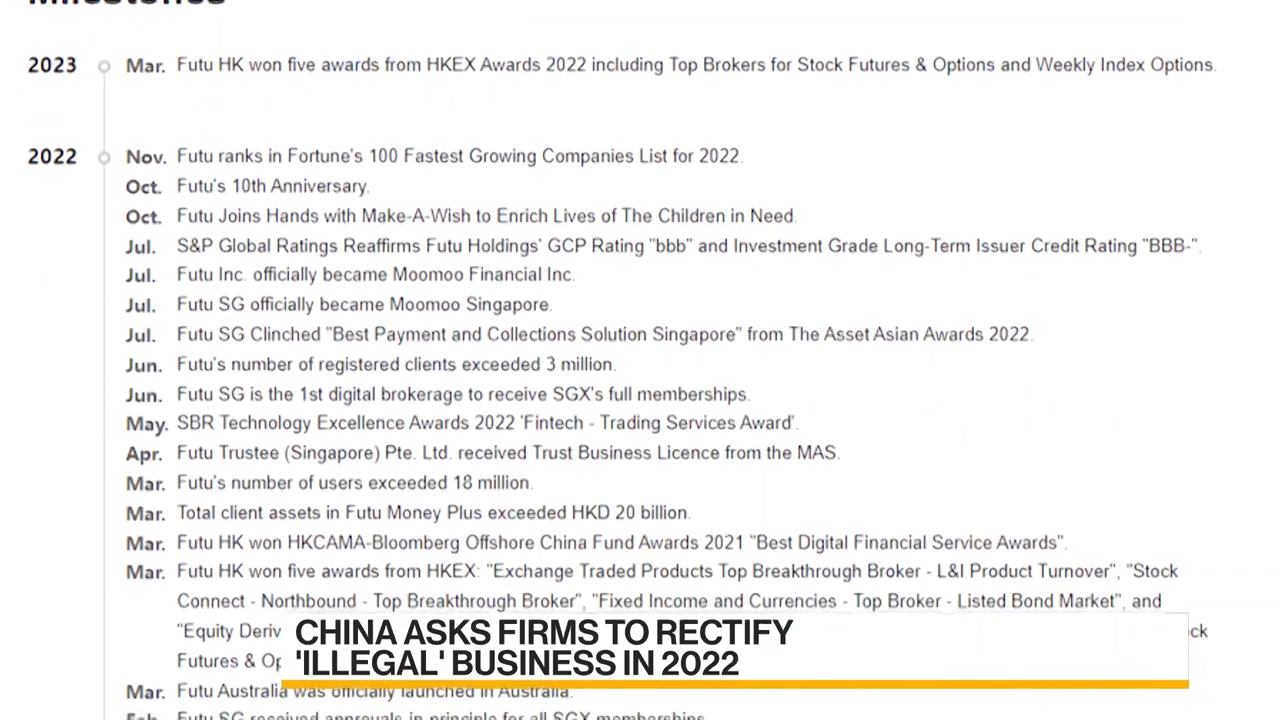 Milestones
2023 Mar. Futu HK won five awards from HKEX Awards 2022 including Top Brokers for Stock Futures & Options and Weekly Index Options.
2022 Nov. Futu ranks in Fortune's 100 Fastest Growing Companies List for 2022.
Oct. Futu's 10th Anniversary.
Oct. Futu Joins Hands with Make-A-Wish to Enrich Lives of The Children in Need.
Jul. S&P Global Ratings Reaffirms Futu Holdings' GCP Rating "bbb" and Investment Grade Long-Term Issuer Credit Rating "BBB-".
Jul. Futu Inc. officially became Moomoo Financial Inc.
Jul. Futu SG officially became Moomoo Singapore.
Jul. Futu SG Clinched "Best Payment and Collections Solution Singapore" from The Asset Asian Awards 2022.
Jun. Futu's number of registered clients exceeded 3 million.
Jun. Futu SG is the 1st digital brokerage to receive SGX's full memberships.
May. SBR Technology Excellence Awards 2022 'Fintech - Trading Services Award'.
Apr. Futu Trustee (Singapore) Pte. Ltd. received Trust Business Licence from the MAS.
Mar. Futu's number of users exceeded 18 million.
Mar. Total client assets in Futu Money Plus exceeded HKD 20 billion.
Mar. Futu HK won HKCAMA-Bloomberg Offshore China Fund Awards 2021 "Best Digital Financial Service Awards".
Mar. Futu HK won five awards from HKEX: "Exchange Traded Products Top Breakthrough Broker - L&I Product Turnover", "Stock
Connect - Northbound - Top Breakthrough Broker", "Fixed Income and Currencies - Top Broker - Listed Bond Market", and
"Equity Deriv ck
Futures & Op
CHINA ASKS FIRMS TO RECTIFY
'ILLEGAL' BUSINESS IN 2022
Mar. Futu Australia was officially launched in Australia.
Feb. Futu SG received approvals in principle for all SGX memberships.